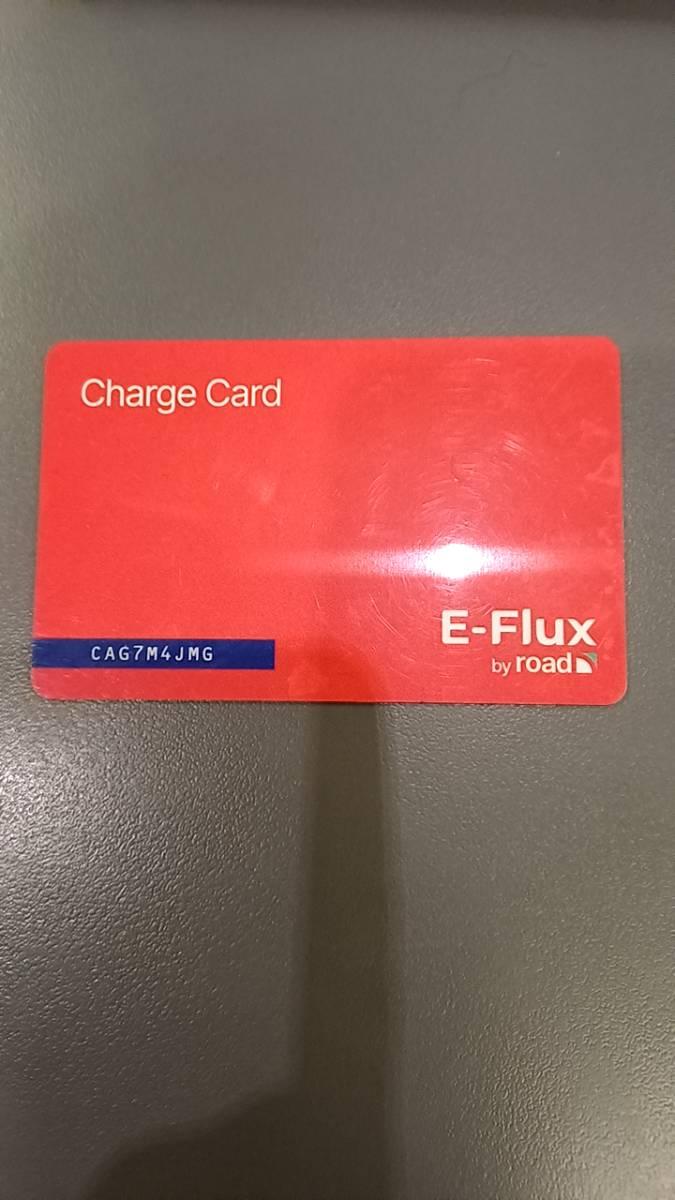 Charge Card
CAG7M4JMG
E-Flux
by road